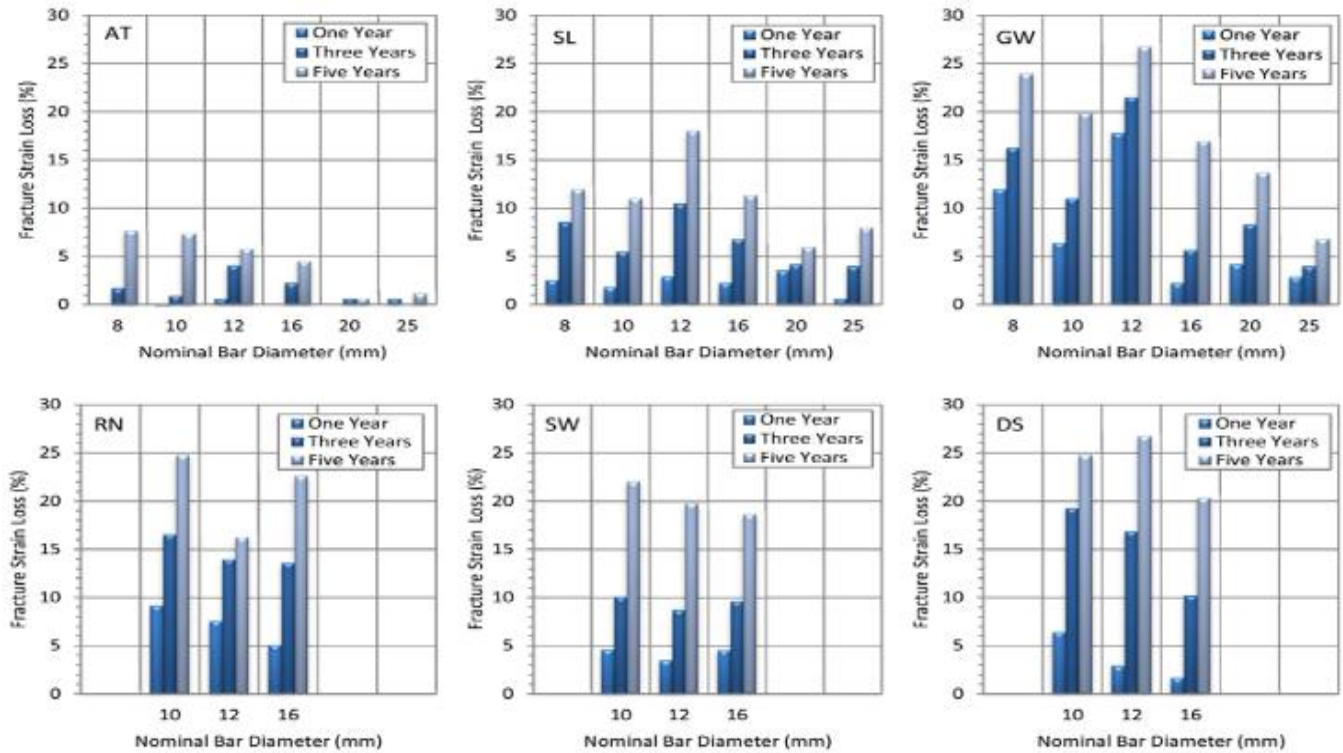 AT
One Year
Three Years
Five Years
Fracture Strain Loss (%)
30
25
20
15
10
5
0
8 10 12 16 20 25
Nominal Bar Diameter (mm)
SL
One Year
Three Years
Five Years
Fracture Strain Loss (%)
30
25
20
15
10
5
0
8 10 12 16 20 25
Nominal Bar Diameter (mm)
GW
One Year
Three Years
Five Years
Fracture Strain Loss (%)
30
25
20
15
10
5
0
8 10 12 16 20 25
Nominal Bar Diameter (mm)
RN
One Year
Three Years
Five Years
Fracture Strain Loss (%)
30
25
20
15
10
5
0
10 12 16
Nominal Bar Diameter (mm)
SW
One Year
Three Years
Five Years
Fracture Strain Loss (%)
30
25
20
15
10
5
0
10 12 16
Nominal Bar Diameter (mm)
DS
One Year
Three Years
Five Years
Fracture Strain Loss (%)
30
25
20
15
10
5
0
10 12 16
Nominal Bar Diameter (mm)